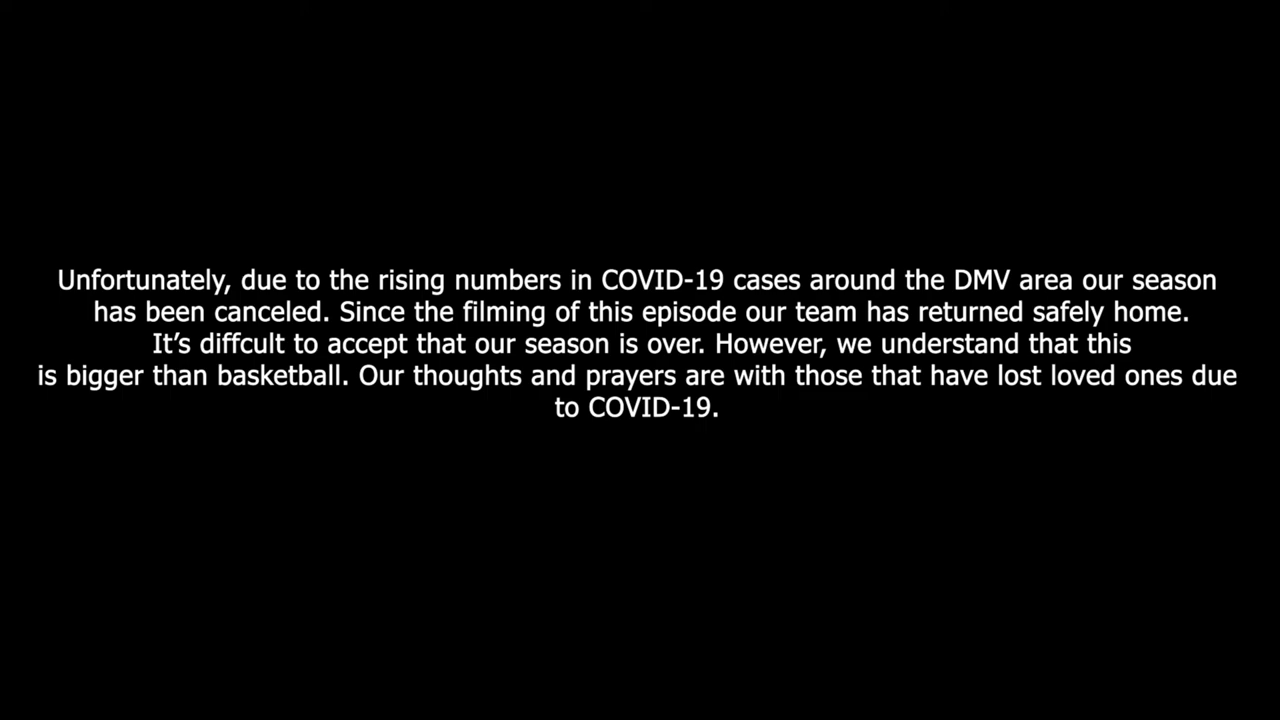 Unfortunately, due to the rising numbers in COVID-19 cases around the DMV area our season
has been canceled. Since the filming of this episode our team has returned safely home.
It’s diffcult to accept that our season is over. However, we understand that this
is bigger than basketball. Our thoughts and prayers are with those that have lost loved ones due
to COVID-19.